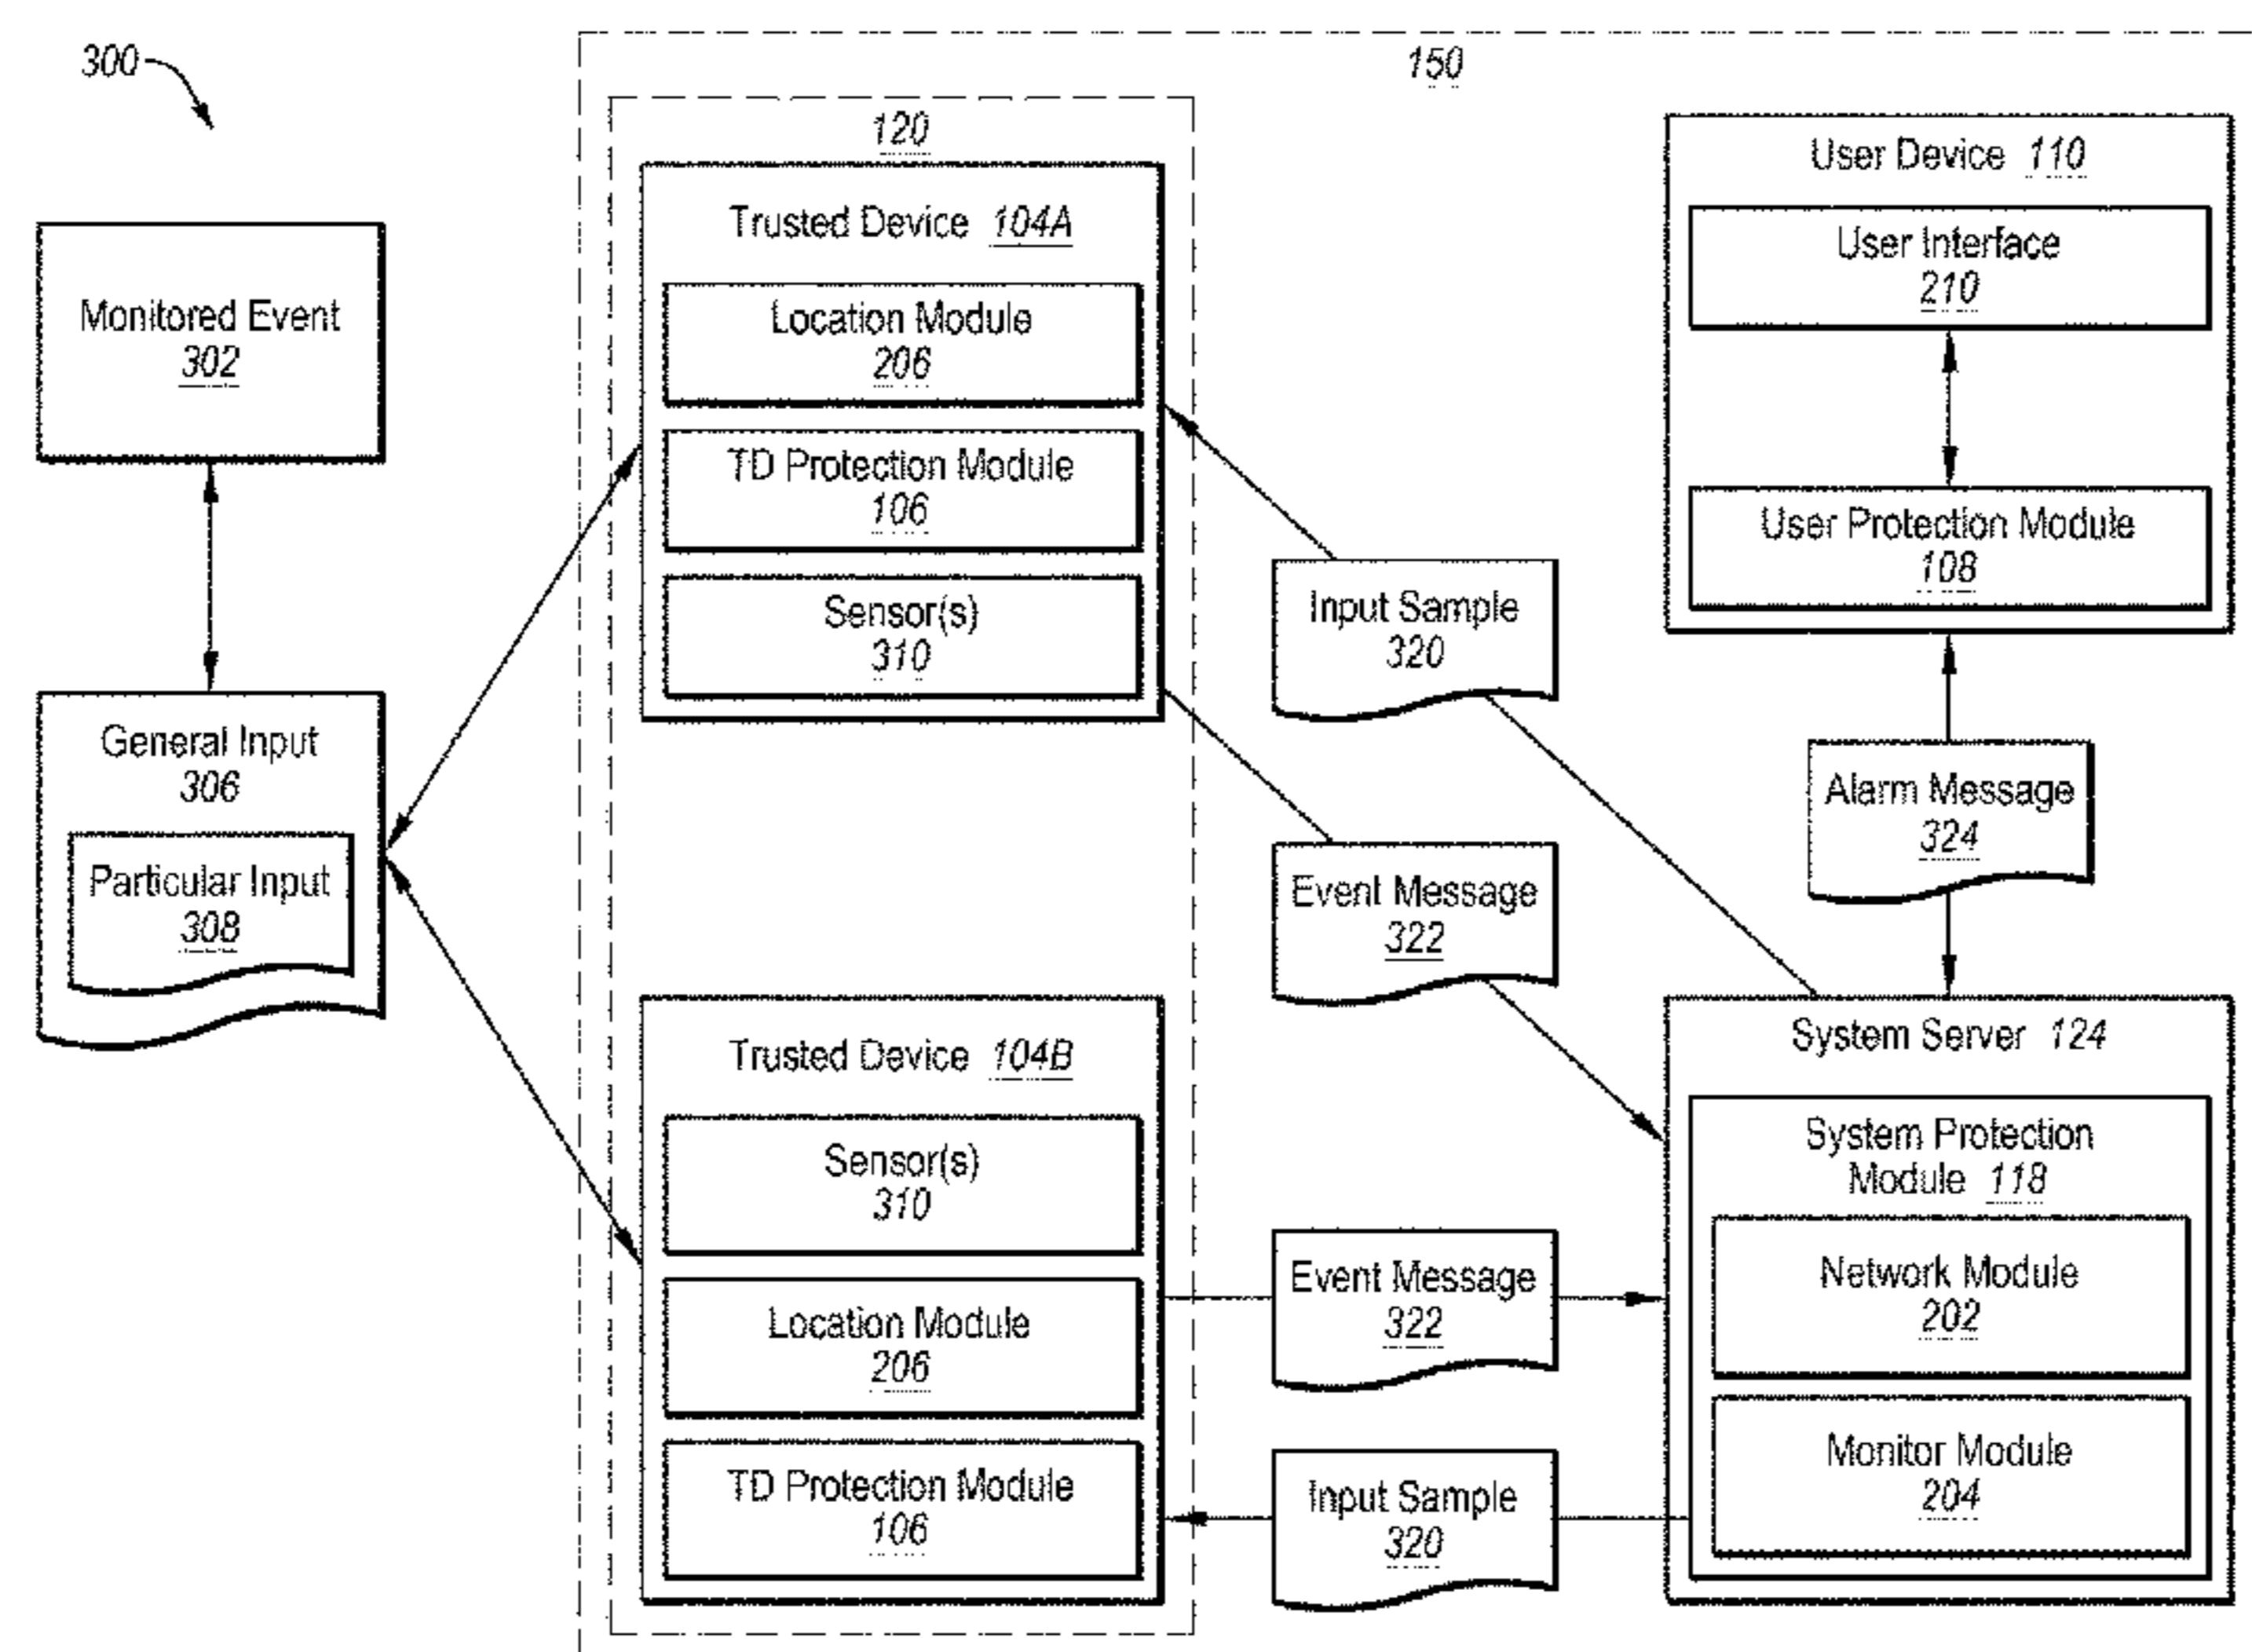 300
150
120
Monitored Event
302
General Input
306
Particular Input
308
Trusted Device 104A
Location Module
206
TD Protection Module
106
Sensor(s)
310
Trusted Device 104B
Sensor(s)
310
Location Module
206
TD Protection Module
106
Input Sample
320
Event Message
322
Event Message
322
Input Sample
320
User Device 110
User Interface
210
User Protection Module
108
Alarm Message
324
System Server 124
System Protection
Module 118
Network Module
202
Monitor Module
204